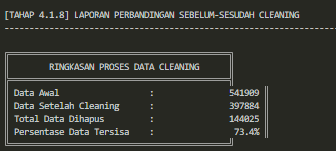 [TAHAP 4.1.8] LAPORAN PERBANDINGAN SEBELUM-SESUDAH CLEANING
RINGKASAN PROSES DATA CLEANING
Data Awal : 541909
Data Setelah Cleaning : 397884
Total Data Dihapus : 144025
Persentase Data Tersisa : 73.4%